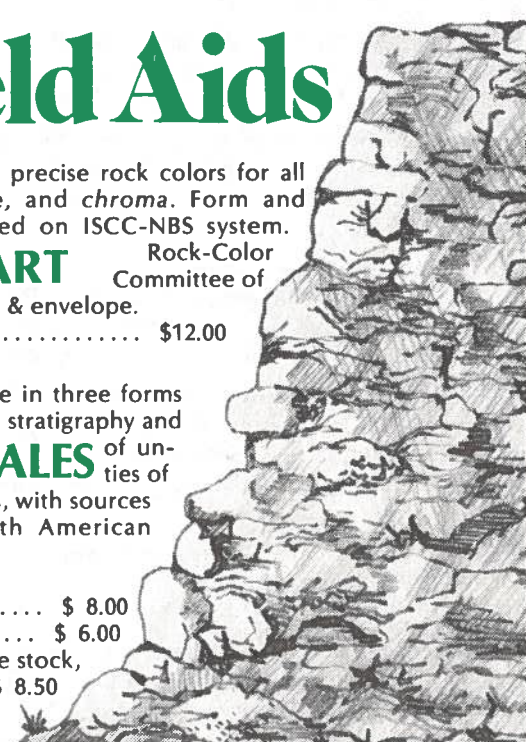 eld Aids
precise rock colors for all
e, and chroma. Form and
ed on ISCC-NBS system.
ART Rock-Color
Committee of
& envelope.
............. $12.00
e in three forms
stratigraphy and
ALES of un-
ties of
, with sources
th American
.... $ 8.00
... $ 6.00
e stock,
$ 8.50